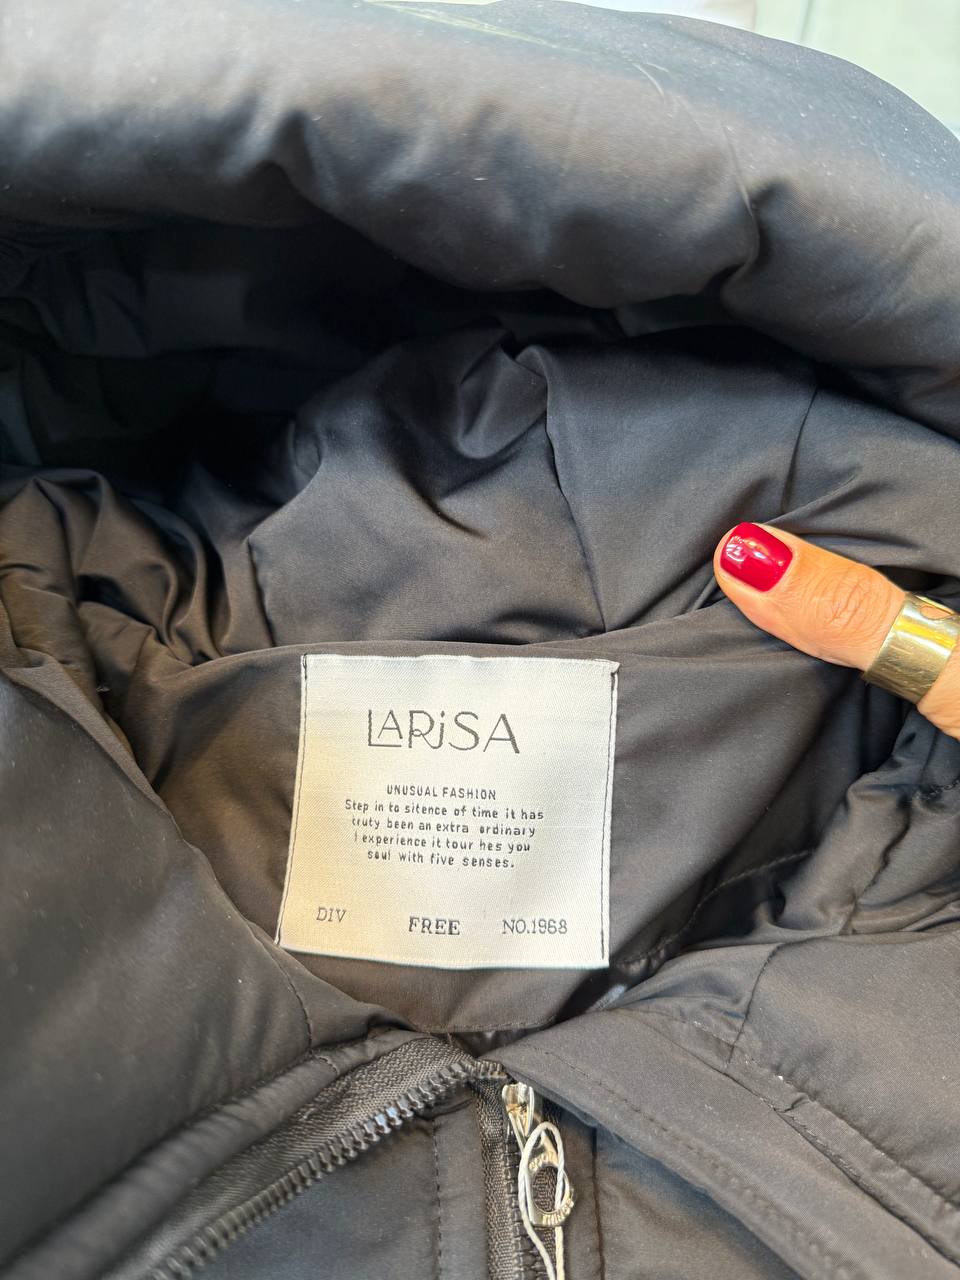 LARiSA
UNUSUAL FASHION
Step in to sitence of time it has
truty been an extra ordinary
I experience it tour hes you
soul with five senses.
DIV FREE NO.1968